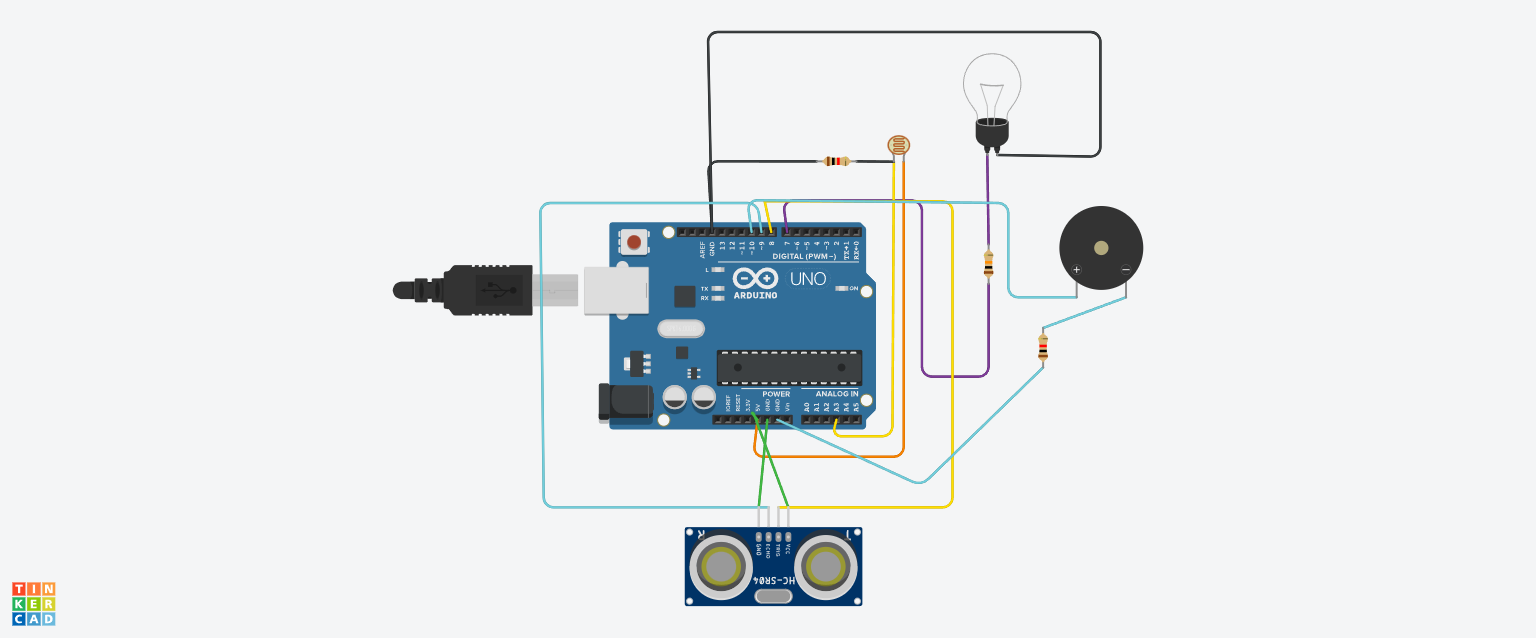 AREF
GND
13
12
~11
~10
~9
8
7
~6
~5
4
~3
2
TX→1
RX←0
DIGITAL (PWM~)
L
TX
RX
ARDUINO
UNO
ON
POWER
ANALOG IN
IOREF
RESET
3.3V
5V
GND
GND
Vin
A0
A1
A2
A3
A4
A5
+
−
R
GND
ECHO
TRIG
VCC
T
HC-SR04
TIN
KER
CAD